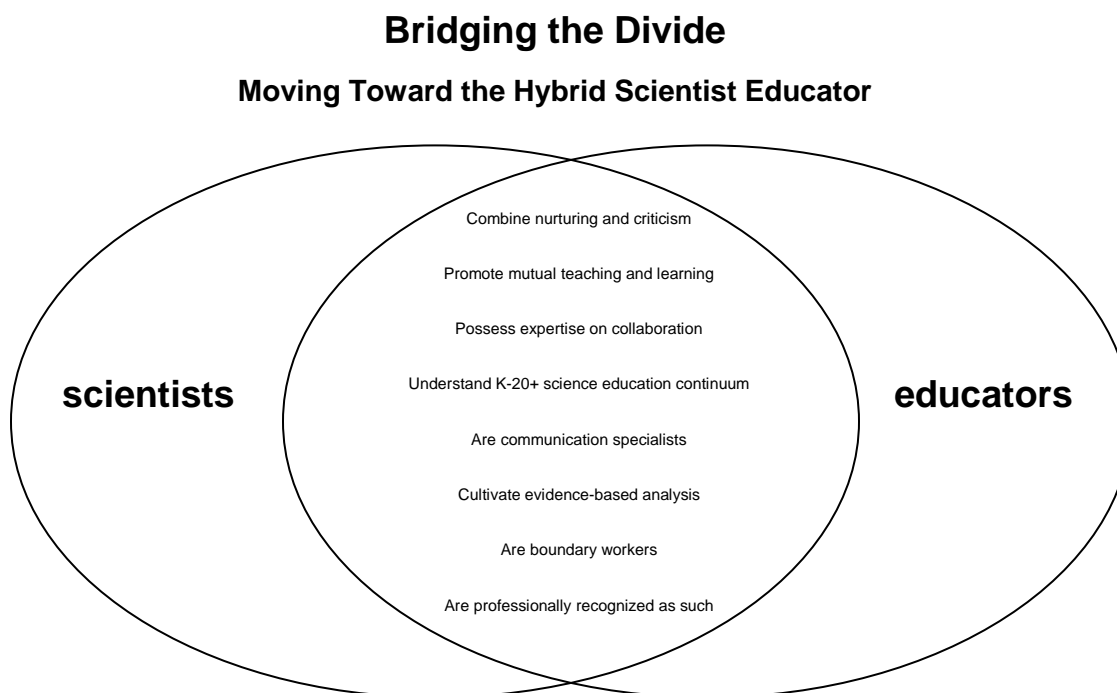 Bridging the Divide
Moving Toward the Hybrid Scientist Educator
Combine nurturing and criticism
Promote mutual teaching and learning
Possess expertise on collaboration
Understand K-20+ science education continuum
scientists
educators
Are communication specialists
Cultivate evidence-based analysis
Are boundary workers
Are professionally recognized as such